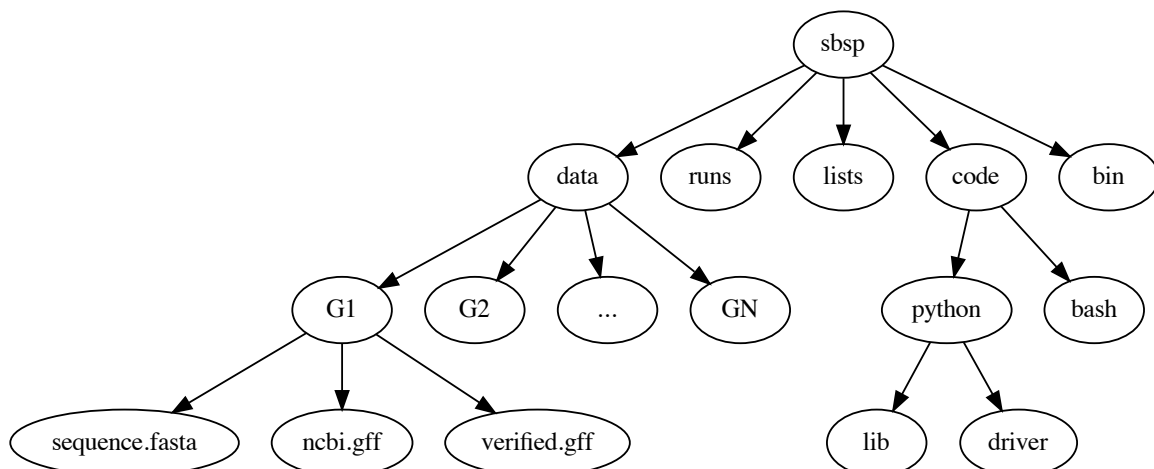 sbsp
data
runs
lists
code
bin
G1
G2
...
GN
python
bash
sequence.fasta
ncbi.gff
verified.gff
lib
driver